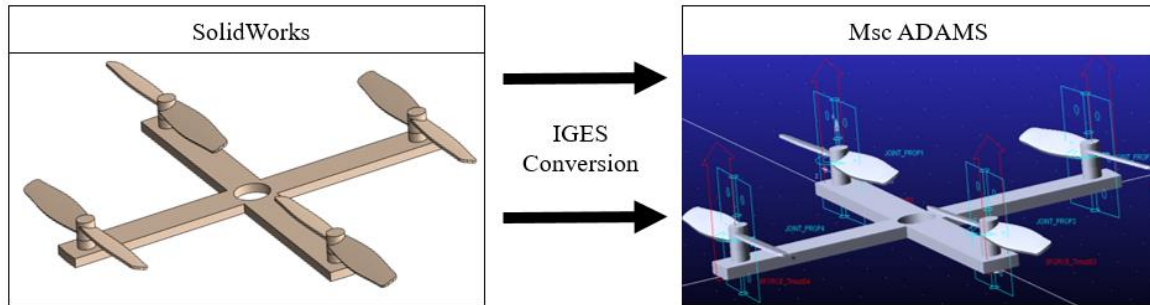 SolidWorks
Msc ADAMS
IGES
Conversion
JOINT_PROP1
JOINT_PROP2
JOINT_PROP4